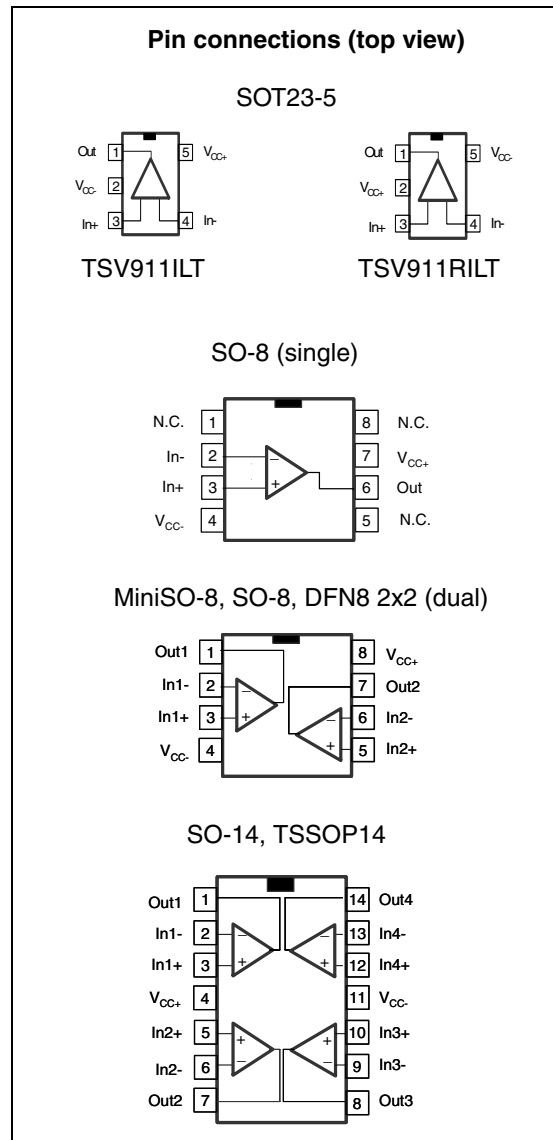 Pin connections (top view)
SOT23-5
Out 1 5 VCC+
VCC- 2
In+ 3 4 In-
TSV911ILT
Out 1 5 VCC-
VCC+ 2
In+ 3 4 In-
TSV911RILT
SO-8 (single)
N.C. 1 8 N.C.
In- 2 − 7 VCC+
In+ 3 + 6 Out
VCC- 4 5 N.C.
MiniSO-8, SO-8, DFN8 2x2 (dual)
Out1 1 8 VCC+
In1- 2 − 7 Out2
In1+ 3 + − 6 In2-
VCC- 4 + 5 In2+
SO-14, TSSOP14
Out1 1 14 Out4
In1- 2 − − 13 In4-
In1+ 3 + + 12 In4+
VCC+ 4 11 VCC-
In2+ 5 + + 10 In3+
In2- 6 − − 9 In3-
Out2 7 8 Out3